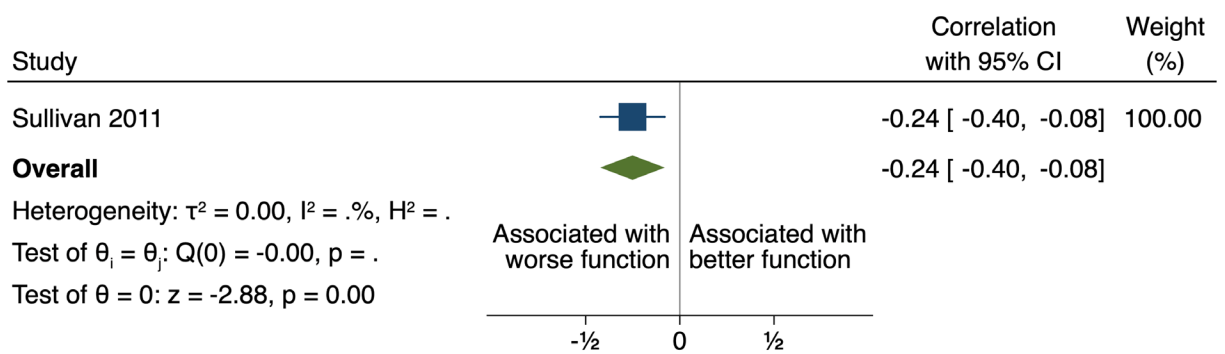 Study Correlation with 95% CI Weight (%)
Sullivan 2011 -0.24 [ -0.40, -0.08] 100.00
Overall -0.24 [ -0.40, -0.08]
Heterogeneity: τ² = 0.00, I² = .%, H² = .
Test of θᵢ = θⱼ: Q(0) = -0.00, p = .
Test of θ = 0: z = -2.88, p = 0.00
Associated with worse function
Associated with better function
-½ 0 ½